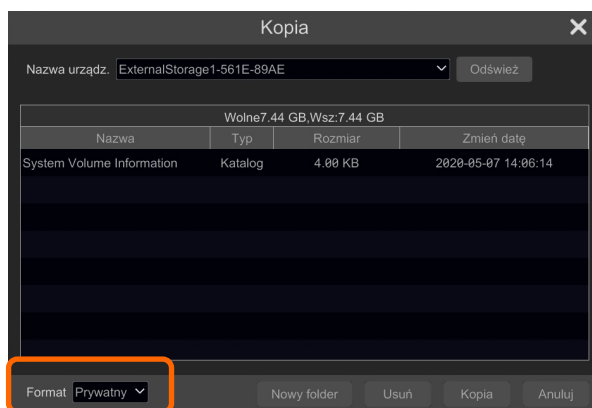 Kopia
Nazwa urządz. ExternalStorage1-561E-89AE Odśwież
Wolne7.44 GB,Wsz:7.44 GB
Nazwa Typ Rozmiar Zmień datę
System Volume Information Katalog 4.00 KB 2020-05-07 14:06:14
Format Prywatny Nowy folder Usuń Kopia Anuluj